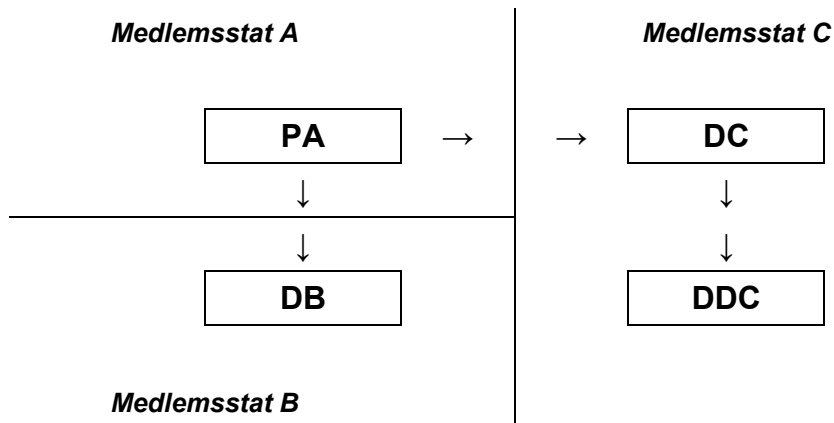 Medlemsstat A Medlemsstat C
PA → → DC
↓ ↓
↓ ↓
DB DDC
Medlemsstat B